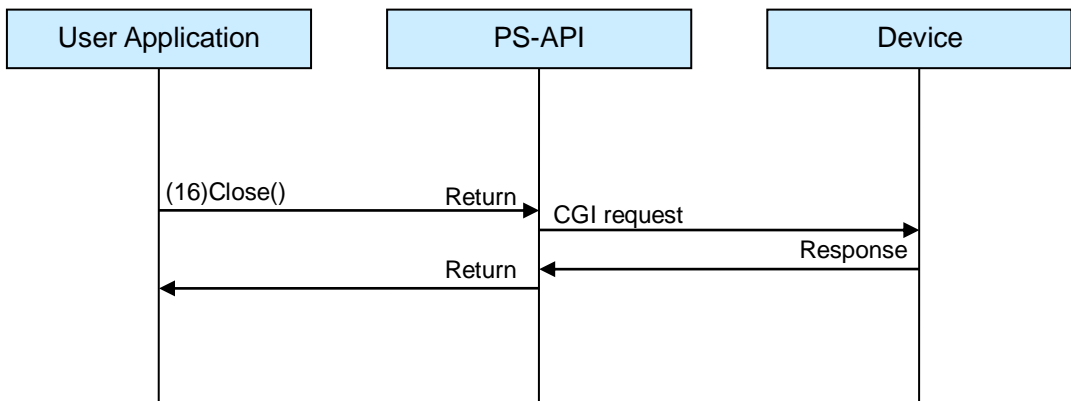 User Application
PS-API
Device
(16)Close()
Return
CGI request
Response
Return